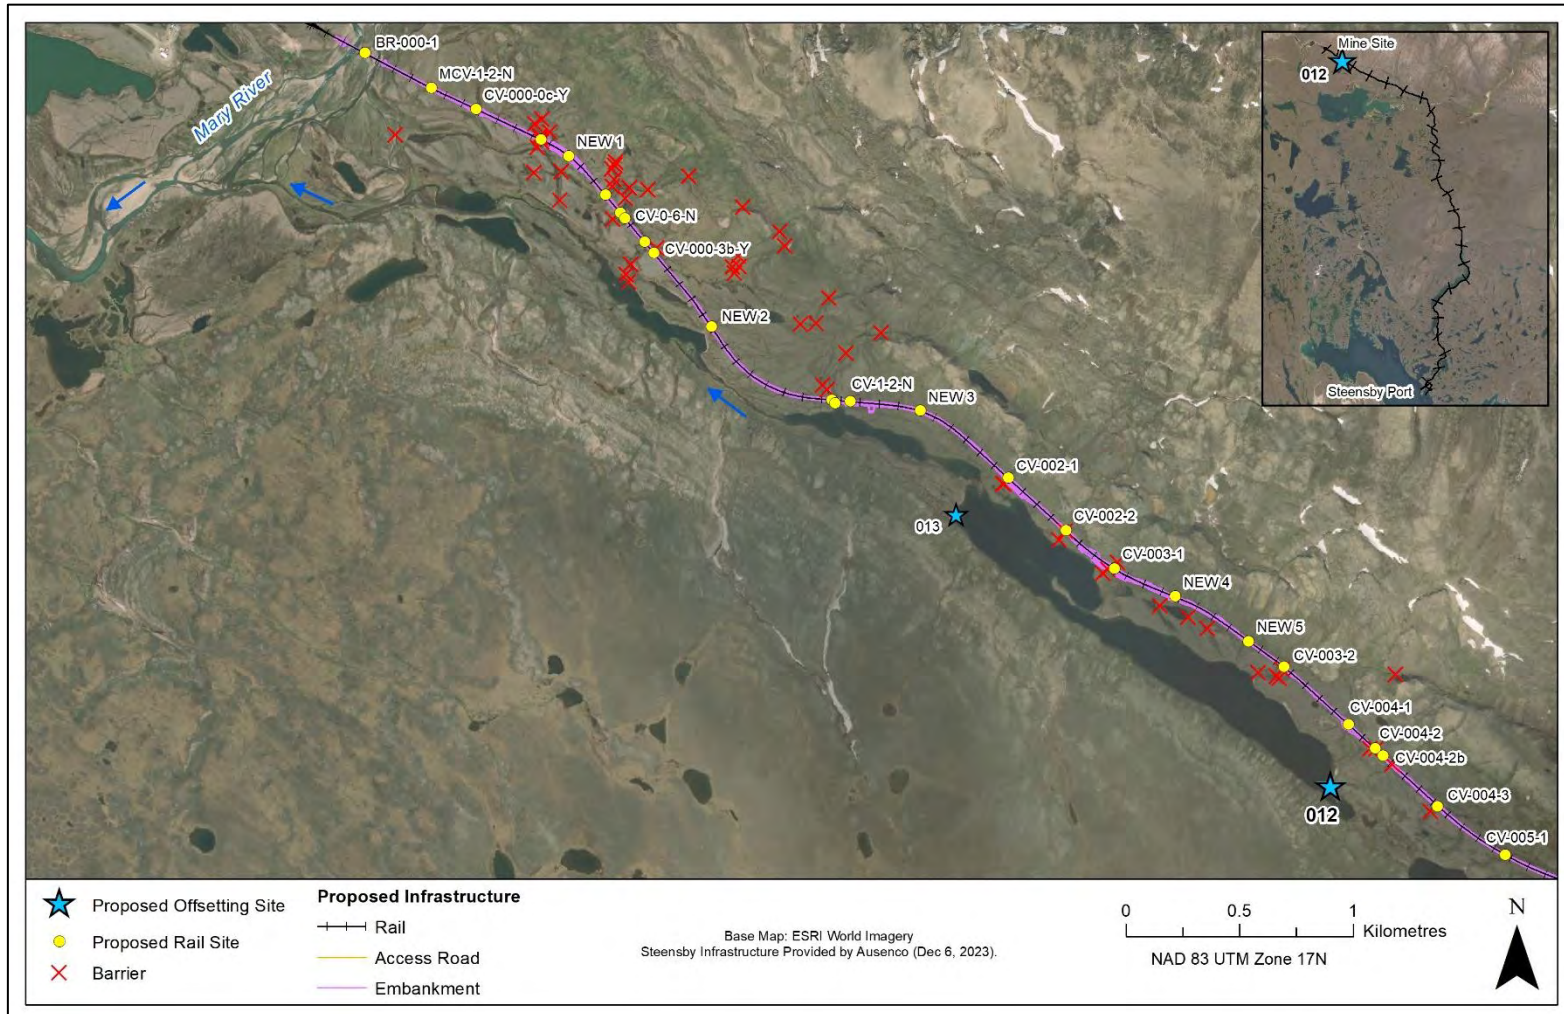 BR-000-1
MCV-1-2-N
CV-000-0c-Y
Mary River
NEW 1
CV-0-6-N
CV-000-3b-Y
NEW 2
CV-1-2-N
NEW 3
CV-002-1
013
CV-002-2
CV-003-1
NEW 4
NEW 5
CV-003-2
CV-004-1
CV-004-2
CV-004-2b
CV-004-3
012
CV-005-1
Mine Site
012
Steensby Port
Proposed Offsetting Site
Proposed Rail Site
Barrier
Proposed Infrastructure
Rail
Access Road
Embankment
Base Map: ESRI World Imagery
Steensby Infrastructure Provided by Ausenco (Dec 6, 2023).
0 0.5 1
Kilometres
NAD 83 UTM Zone 17N
N